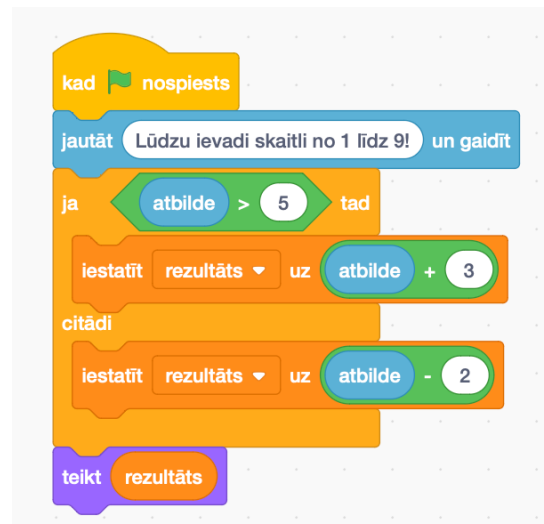 kad nospiests
jautāt Lūdzu ievadi skaitli no 1 līdz 9! un gaidīt
ja atbilde > 5 tad
iestatīt rezultāts uz atbilde + 3
citādi
iestatīt rezultāts uz atbilde - 2
teikt rezultāts